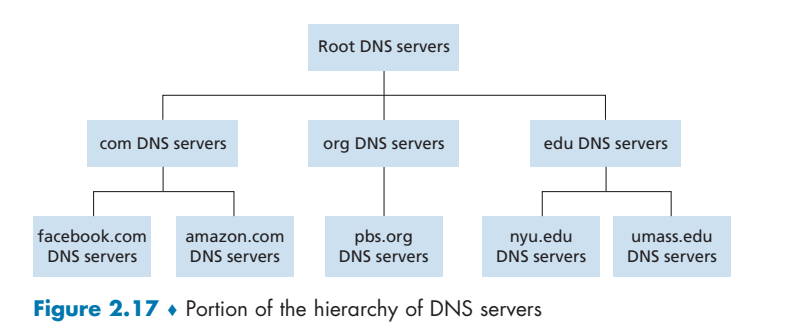 Root DNS servers
com DNS servers
org DNS servers
edu DNS servers
facebook.com
DNS servers
amazon.com
DNS servers
pbs.org
DNS servers
nyu.edu
DNS servers
umass.edu
DNS servers
Figure 2.17 ♦ Portion of the hierarchy of DNS servers